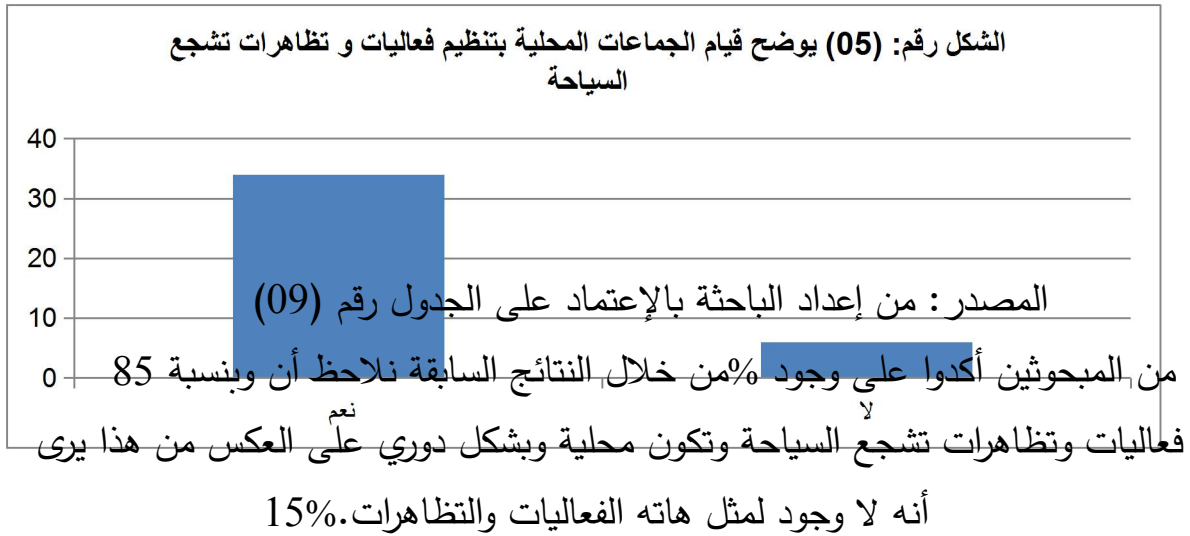 الشكل رقم: (05) يوضح قيام الجماعات المحلية بتنظيم فعاليات و تظاهرات تشجع
السياحة
40
30
20
10
0
نعم
لا
المصدر : من إعداد الباحثة بالإعتماد على الجدول رقم (09)
من المبحوثين أكدوا على وجود %من خلال النتائج السابقة نلاحظ أن وبنسبة 85
فعاليات وتظاهرات تشجع السياحة وتكون محلية وبشكل دوري على العكس من هذا يرى
أنه لا وجود لمثل هاته الفعاليات والتظاهرات.%15